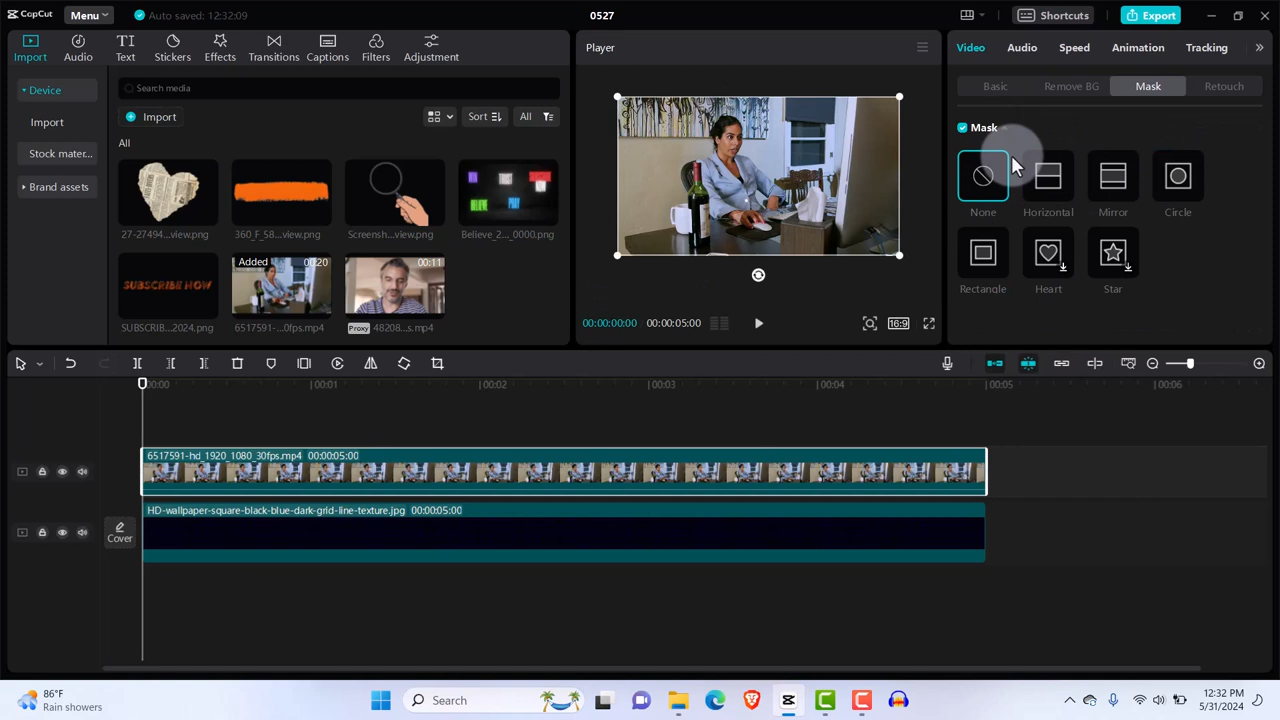 CapCut
Menu
Auto saved: 12:32:09
0527
Shortcuts
Export
Import
Audio
Text
Stickers
Effects
Transitions
Captions
Filters
Adjustment
Device
Import
Stock mater...
Brand assets
Search media
Import
Sort
All
All
27-27494...view.png
360_F_58...view.png
Screensh...view.png
Believe_2..._0000.png
SUBSCRIBE NOW
SUBSCRIB...2024.png
Added
00:20
6517591-...0fps.mp4
00:11
Proxy
48208...s.mp4
Player
00:00:00:00
00:00:05:00
16:9
Video
Audio
Speed
Animation
Tracking
Basic
Remove BG
Mask
Retouch
Mask
None
Horizontal
Mirror
Circle
Rectangle
Heart
Star
00:00
00:01
00:02
00:03
00:04
00:05
00:06
6517591-hd_1920_1080_30fps.mp4 00:00:05:00
Cover
HD-wallpaper-square-black-blue-dark-grid-line-texture.jpg 00:00:05:00
86°F
Rain showers
Search
12:32 PM
5/31/2024